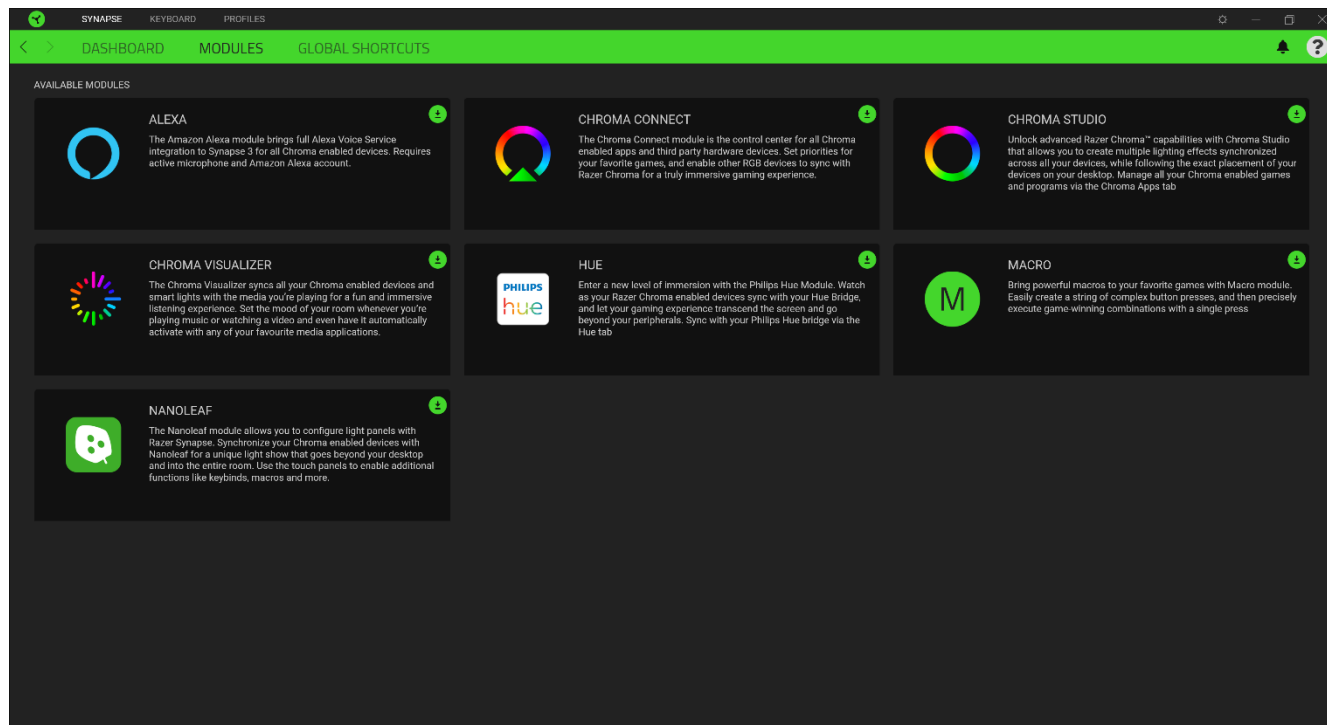 SYNAPSE KEYBOARD PROFILES
DASHBOARD MODULES GLOBAL SHORTCUTS ?
AVAILABLE MODULES
ALEXA
The Amazon Alexa module brings full Alexa Voice Service
integration to Synapse 3 for all Chroma enabled devices. Requires
active microphone and Amazon Alexa account.
CHROMA CONNECT
The Chroma Connect module is the control center for all Chroma
enabled apps and third party hardware devices. Set priorities for
your favorite games, and enable other RGB devices to sync with
Razer Chroma for a truly immersive gaming experience.
CHROMA STUDIO
Unlock advanced Razer Chroma™ capabilities with Chroma Studio
that allows you to create multiple lighting effects synchronized
across all your devices, while following the exact placement of your
devices on your desktop. Manage all your Chroma enabled games
and programs via the Chroma Apps tab
CHROMA VISUALIZER
The Chroma Visualizer syncs all your Chroma enabled devices and
smart lights with the media you're playing for a fun and immersive
listening experience. Set the mood of your room whenever you're
playing music or watching a video and even have it automatically
activate with any of your favourite media applications.
PHILIPS
hue
HUE
Enter a new level of immersion with the Philips Hue Module. Watch
as your Razer Chroma enabled devices sync with your Hue Bridge,
and let your gaming experience transcend the screen and go
beyond your peripherals. Sync with your Philips Hue bridge via the
Hue tab
M
MACRO
Bring powerful macros to your favorite games with Macro module.
Easily create a string of complex button presses, and then precisely
execute game-winning combinations with a single press
NANOLEAF
The Nanoleaf module allows you to configure light panels with
Razer Synapse. Synchronize your Chroma enabled devices with
Nanoleaf for a unique light show that goes beyond your desktop
and into the entire room. Use the touch panels to enable additional
functions like keybinds, macros and more.